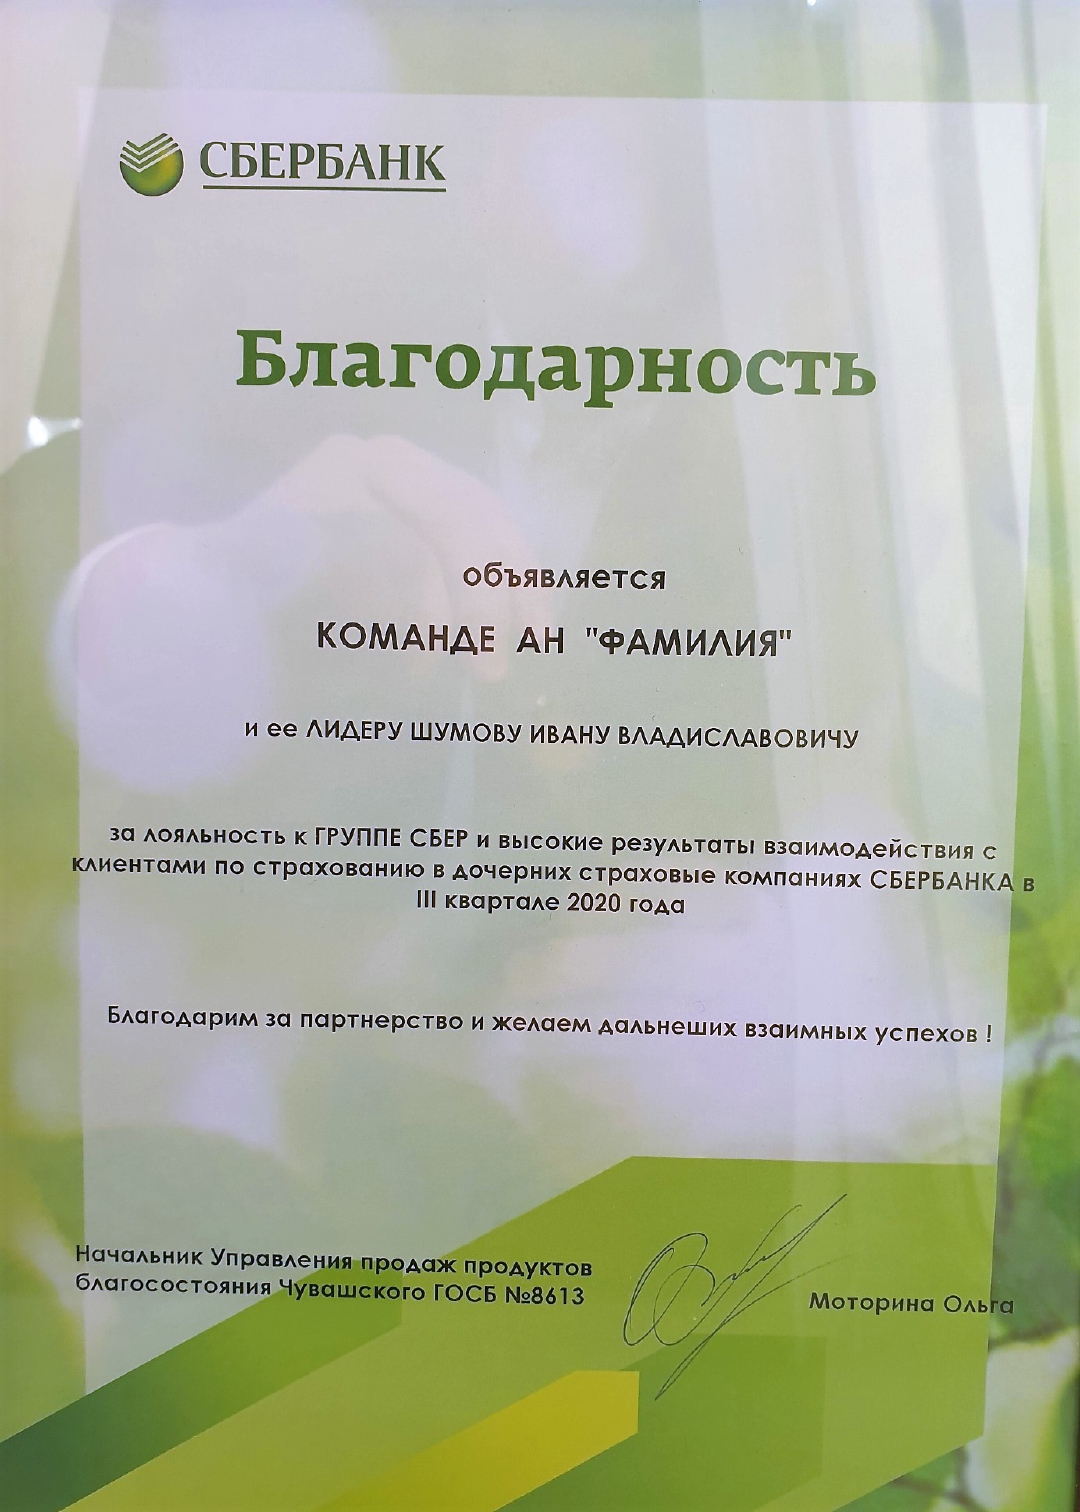 СБЕРБАНК
Благодарность
объявляется
КОМАНДЕ АН "ФАМИЛИЯ"
и ее ЛИДЕРУ ШУМОВУ ИВАНУ ВЛАДИСЛАВОВИЧУ
за лояльность к ГРУППЕ СБЕР и высокие результаты взаимодействия с
клиентами по страхованию в дочерних страховые компаниях СБЕРБАНКА в
III квартале 2020 года
Благодарим за партнерство и желаем дальнеших взаимных успехов !
Начальник Управления продаж продуктов
благосостояния Чувашского ГОСБ №8613
Моторина Ольга